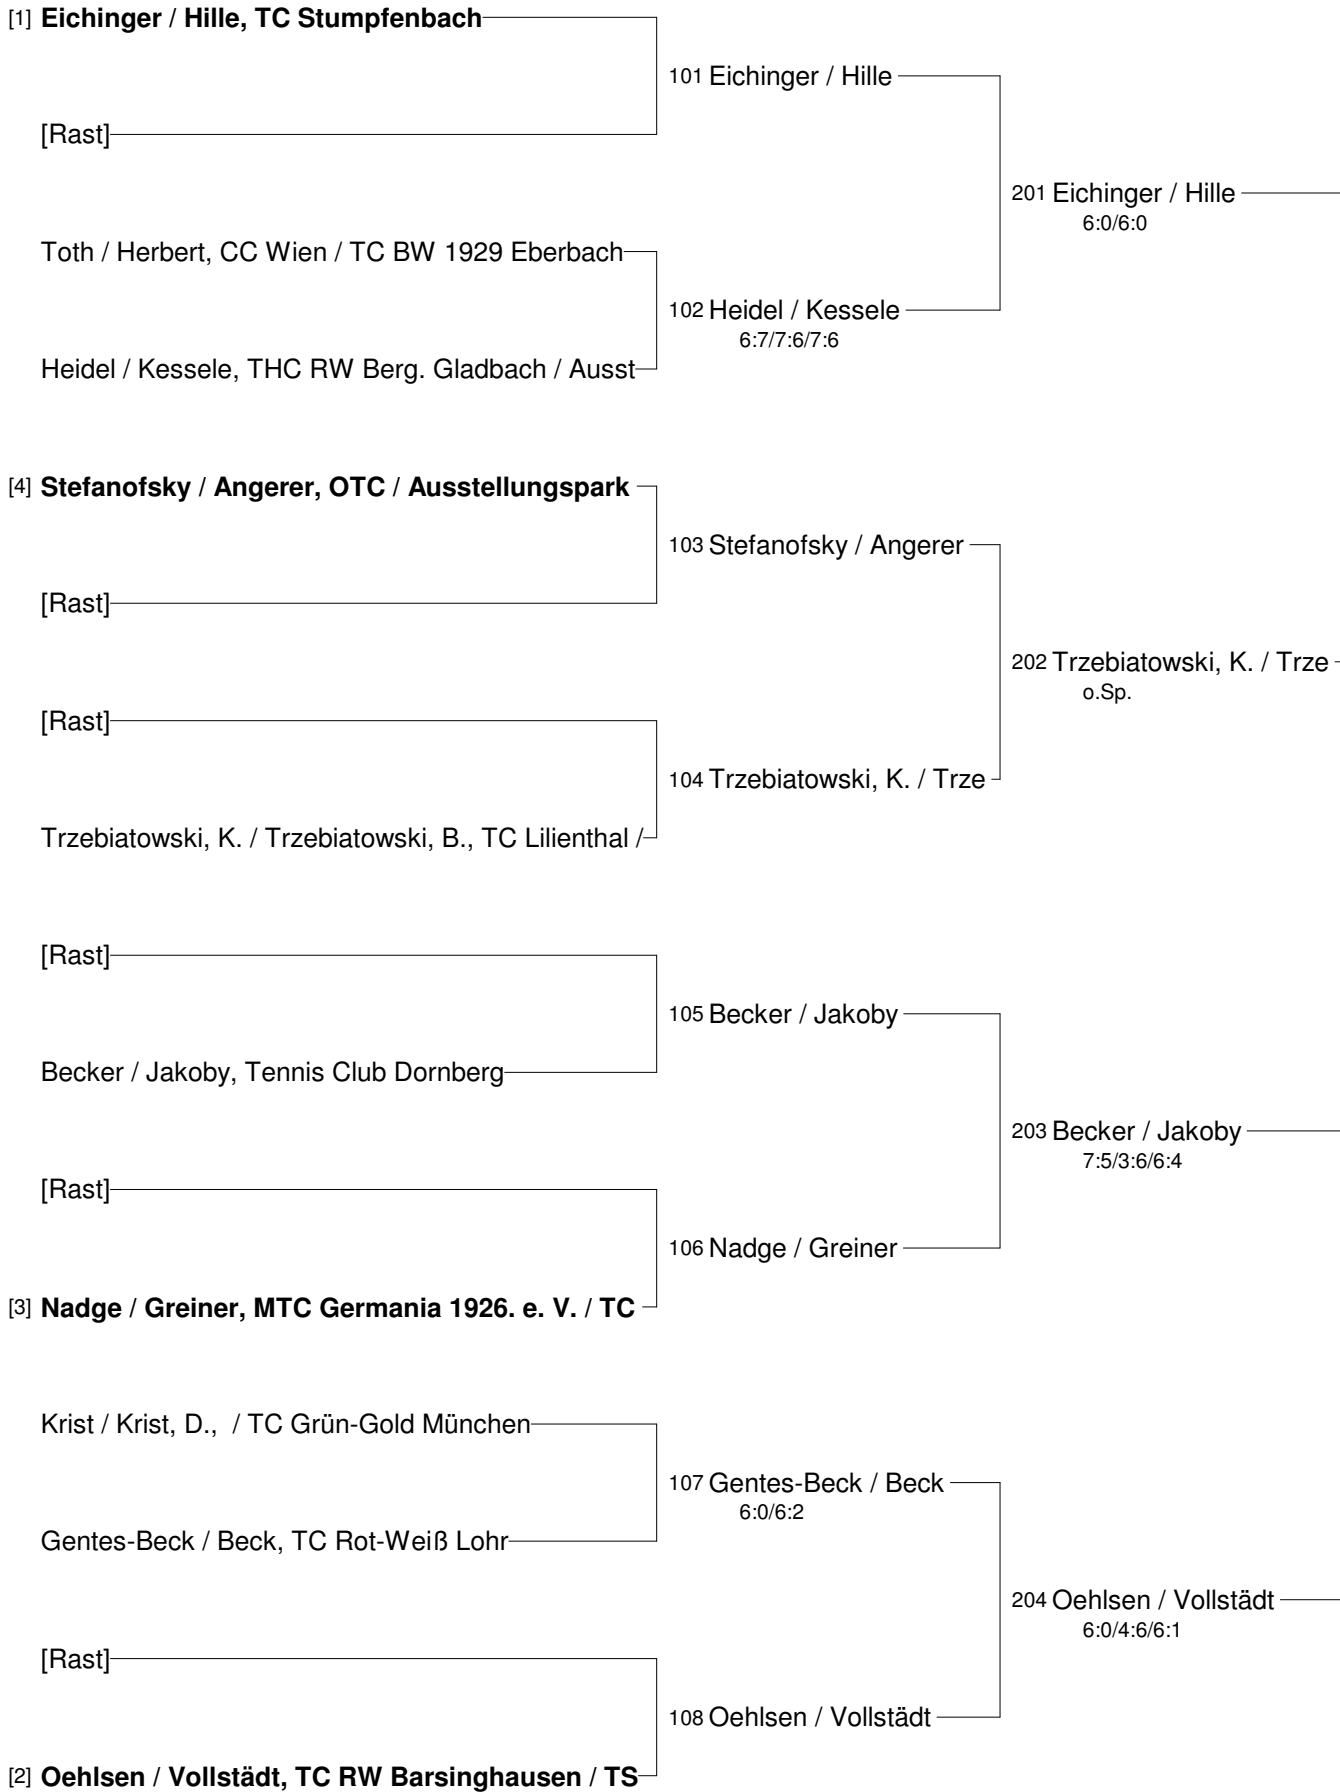 [1] Eichinger / Hille, TC Stumpfenbach
101 Eichinger / Hille
[Rast]
201 Eichinger / Hille
6:0/6:0
Toth / Herbert, CC Wien / TC BW 1929 Eberbach
102 Heidel / Kessele
6:7/7:6/7:6
Heidel / Kessele, THC RW Berg. Gladbach / Ausst
[4] Stefanofsky / Angerer, OTC / Ausstellungspark
103 Stefanofsky / Angerer
[Rast]
202 Trzebiatowski, K. / Trze
o.Sp.
[Rast]
104 Trzebiatowski, K. / Trze
Trzebiatowski, K. / Trzebiatowski, B., TC Lilienthal /
[Rast]
105 Becker / Jakoby
Becker / Jakoby, Tennis Club Dornberg
203 Becker / Jakoby
7:5/3:6/6:4
[Rast]
106 Nadge / Greiner
[3] Nadge / Greiner, MTC Germania 1926. e. V. / TC
Krist / Krist, D., / TC Grün-Gold München
107 Gentes-Beck / Beck
6:0/6:2
Gentes-Beck / Beck, TC Rot-Weiß Lohr
204 Oehlsen / Vollstädt
6:0/4:6/6:1
[Rast]
108 Oehlsen / Vollstädt
[2] Oehlsen / Vollstädt, TC RW Barsinghausen / TS